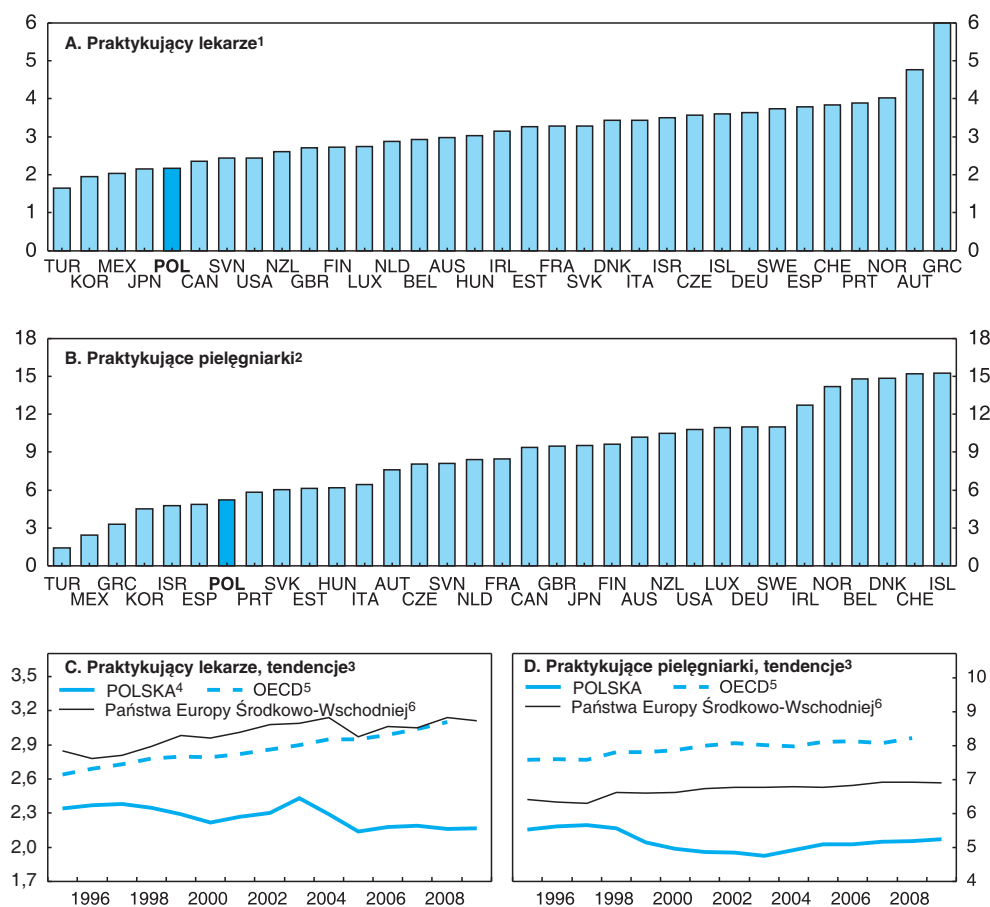 A. Praktykujący lekarze1
6 6
5 5
4 4
3 3
2 2
1 1
0 0
TUR MEX POL SVN NZL FIN NLD AUS IRL FRA DNK ISR ISL SWE CHE NOR GRC
KOR JPN CAN USA GBR LUX BEL HUN EST SVK ITA CZE DEU ESP PRT AUT
B. Praktykujące pielęgniarki2
18 18
15 15
12 12
9 9
6 6
3 3
0 0
TUR GRC ISR POL SVK HUN AUT SVN FRA GBR FIN NZL LUX SWE NOR DNK ISL
MEX KOR ESP PRT EST ITA CZE NLD CAN JPN AUS USA DEU IRL BEL CHE
C. Praktykujący lekarze, tendencje3
POLSKA4 OECD5
Państwa Europy Środkowo-Wschodniej6
3,5
3,2
2,9
2,6
2,3
2,0
1,7
1996 1998 2000 2002 2004 2006 2008
D. Praktykujące pielęgniarki, tendencje3
POLSKA OECD5
Państwa Europy Środkowo-Wschodniej6
10
9
8
7
6
5
4
1996 1998 2000 2002 2004 2006 2008